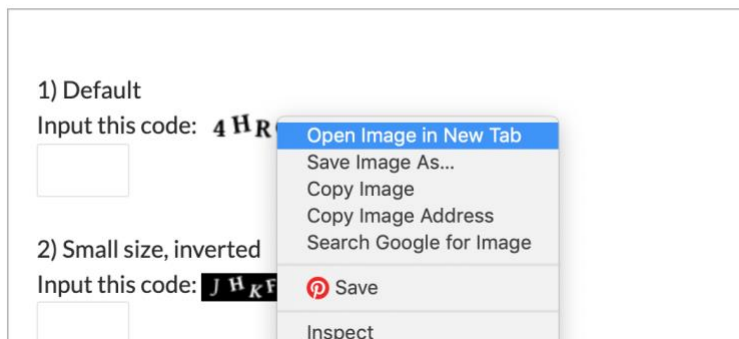 1) Default
Input this code: 4 H R
Open Image in New Tab
Save Image As...
Copy Image
Copy Image Address
Search Google for Image
2) Small size, inverted
Input this code: J H K F
Save
Inspect